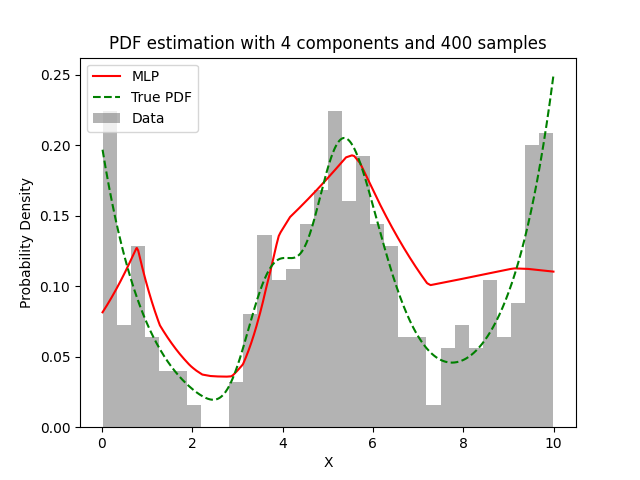 PDF estimation with 4 components and 400 samples
MLP
True PDF
Data
Probability Density
0.25
0.20
0.15
0.10
0.05
0.00
0 2 4 6 8 10
X